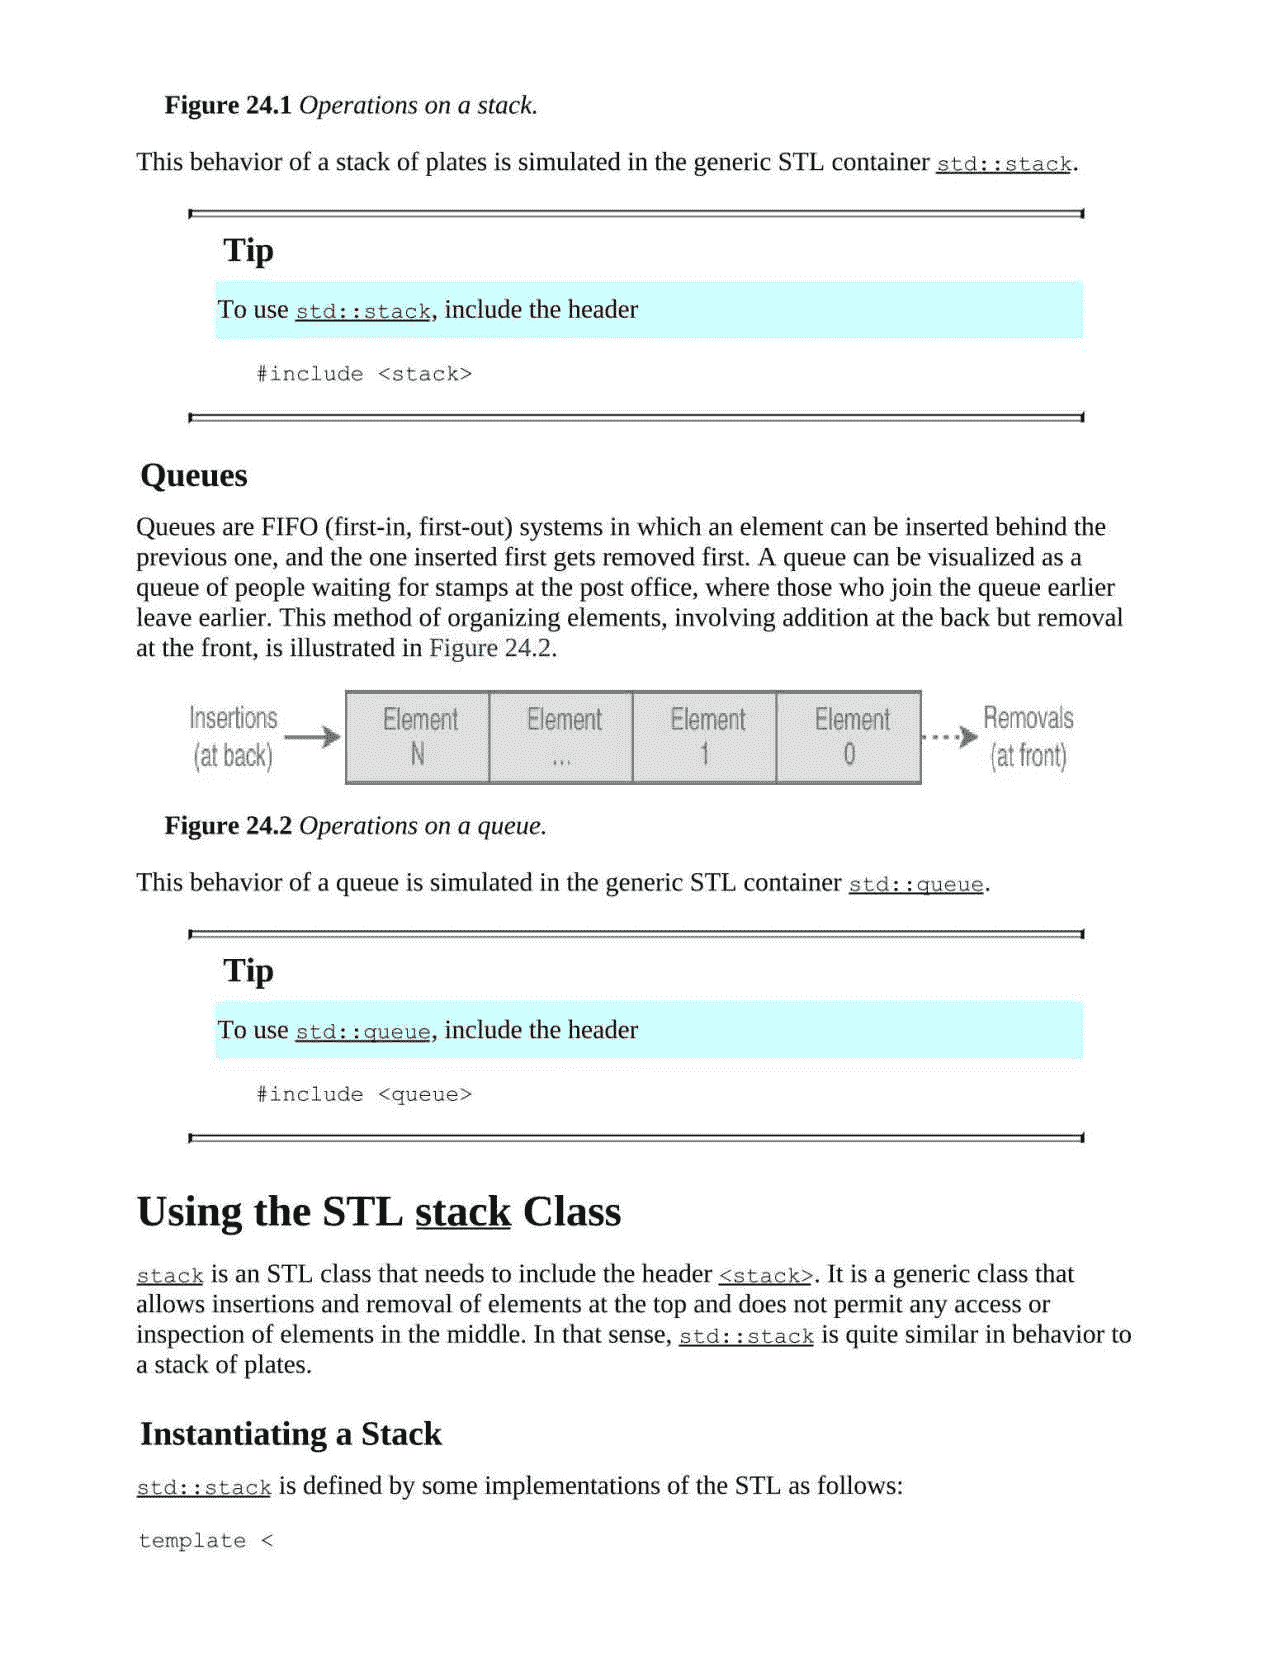 Figure 24.1 Operations on a stack.
This behavior of a stack of plates is simulated in the generic STL container std::stack.
Tip
To use std::stack, include the header
#include <stack>
Queues
Queues are FIFO (first-in, first-out) systems in which an element can be inserted behind the
previous one, and the one inserted first gets removed first. A queue can be visualized as a
queue of people waiting for stamps at the post office, where those who join the queue earlier
leave earlier. This method of organizing elements, involving addition at the back but removal
at the front, is illustrated in Figure 24.2.
Insertions
(at back)
Element
N
Element
...
Element
1
Element
0
Removals
(at front)
Figure 24.2 Operations on a queue.
This behavior of a queue is simulated in the generic STL container std::queue.
Tip
To use std::queue, include the header
#include <queue>
Using the STL stack Class
stack is an STL class that needs to include the header <stack>. It is a generic class that
allows insertions and removal of elements at the top and does not permit any access or
inspection of elements in the middle. In that sense, std::stack is quite similar in behavior to
a stack of plates.
Instantiating a Stack
std::stack is defined by some implementations of the STL as follows:
template <